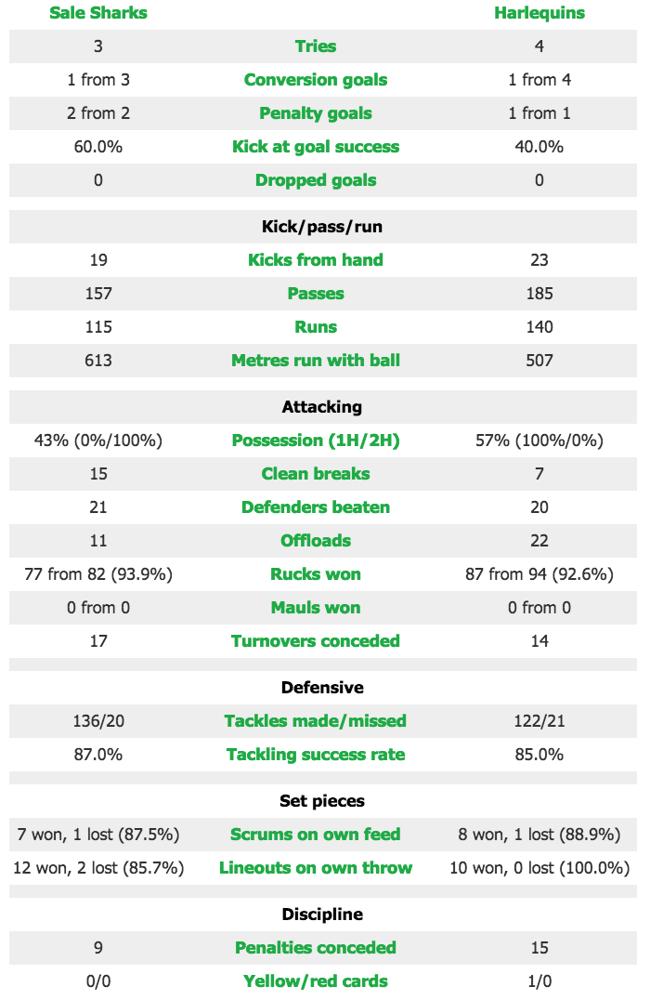 Sale Sharks Harlequins
3 Tries 4
1 from 3 Conversion goals 1 from 4
2 from 2 Penalty goals 1 from 1
60.0% Kick at goal success 40.0%
0 Dropped goals 0
Kick/pass/run
19 Kicks from hand 23
157 Passes 185
115 Runs 140
613 Metres run with ball 507
Attacking
43% (0%/100%) Possession (1H/2H) 57% (100%/0%)
15 Clean breaks 7
21 Defenders beaten 20
11 Offloads 22
77 from 82 (93.9%) Rucks won 87 from 94 (92.6%)
0 from 0 Mauls won 0 from 0
17 Turnovers conceded 14
Defensive
136/20 Tackles made/missed 122/21
87.0% Tackling success rate 85.0%
Set pieces
7 won, 1 lost (87.5%) Scrums on own feed 8 won, 1 lost (88.9%)
12 won, 2 lost (85.7%) Lineouts on own throw 10 won, 0 lost (100.0%)
Discipline
9 Penalties conceded 15
0/0 Yellow/red cards 1/0